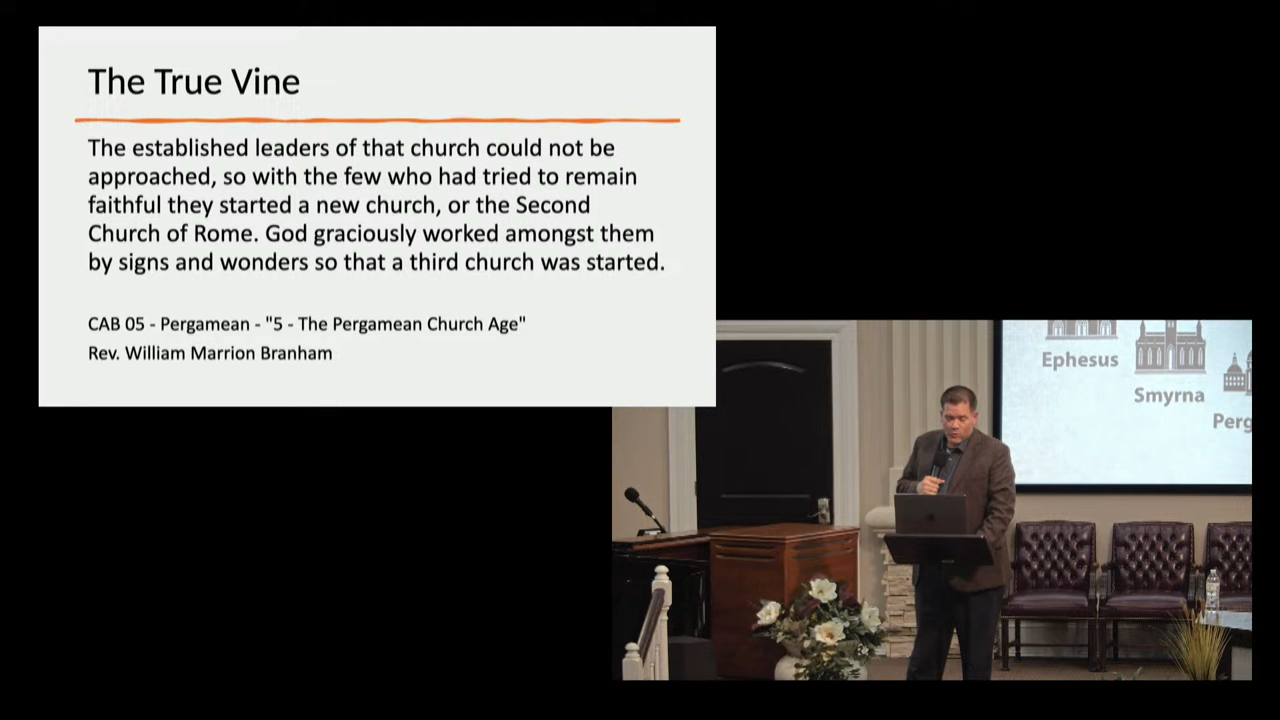 The True Vine
The established leaders of that church could not be
approached, so with the few who had tried to remain
faithful they started a new church, or the Second
Church of Rome. God graciously worked amongst them
by signs and wonders so that a third church was started.
CAB 05 - Pergamean - "5 - The Pergamean Church Age"
Rev. William Marrion Branham
Ephesus
Smyrna
Perg